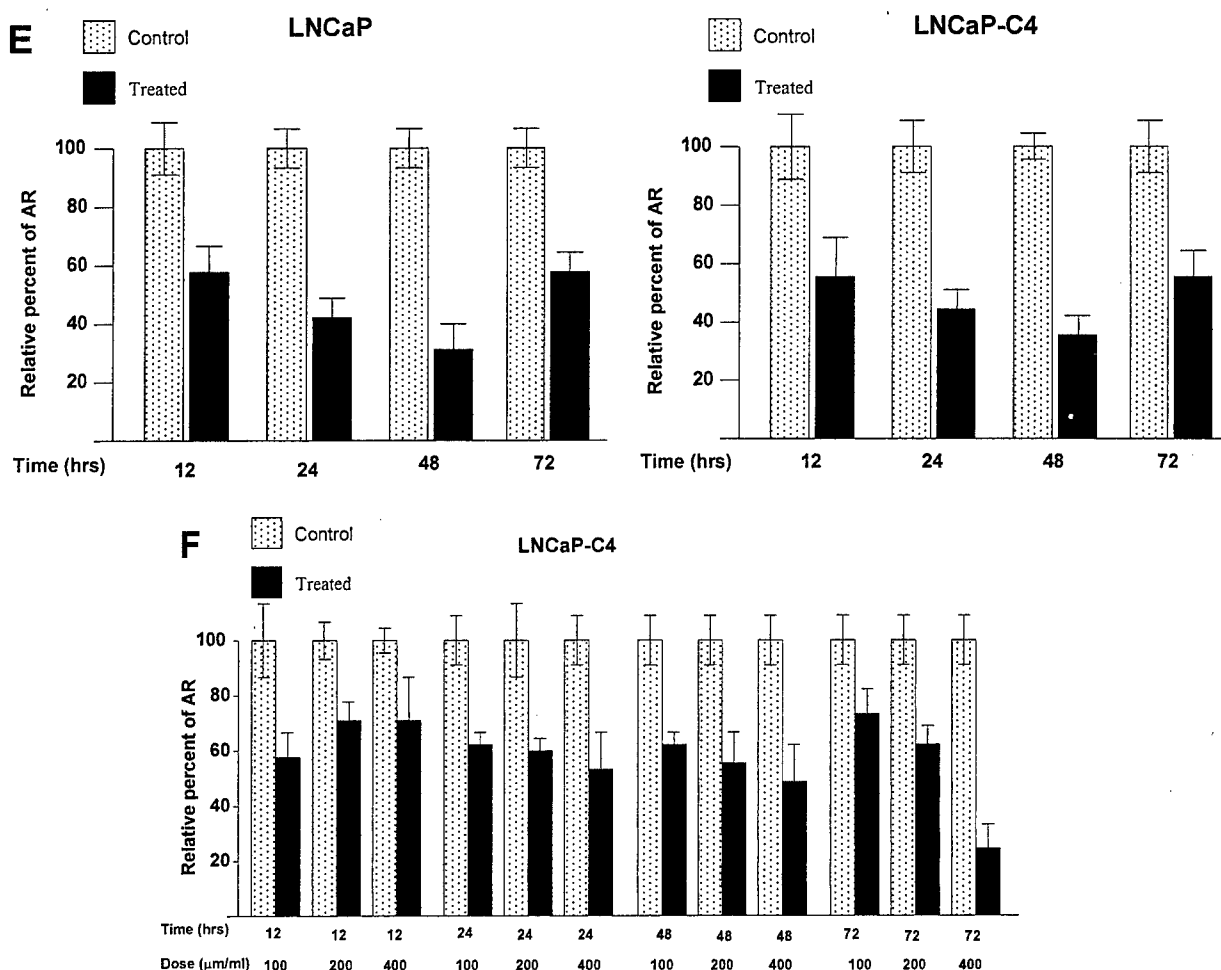 E
LNCaP
Control
Treated
Relative percent of AR
100
80
60
40
20
Time (hrs) 12 24 48 72
LNCaP-C4
Control
Treated
Relative percent of AR
100
80
60
40
20
Time (hrs) 12 24 48 72
F
LNCaP-C4
Control
Treated
Relative percent of AR
100
80
60
40
20
Time (hrs) 12 12 12 24 24 24 48 48 48 72 72 72
Dose (μm/ml) 100 200 400 100 200 400 100 200 400 100 200 400